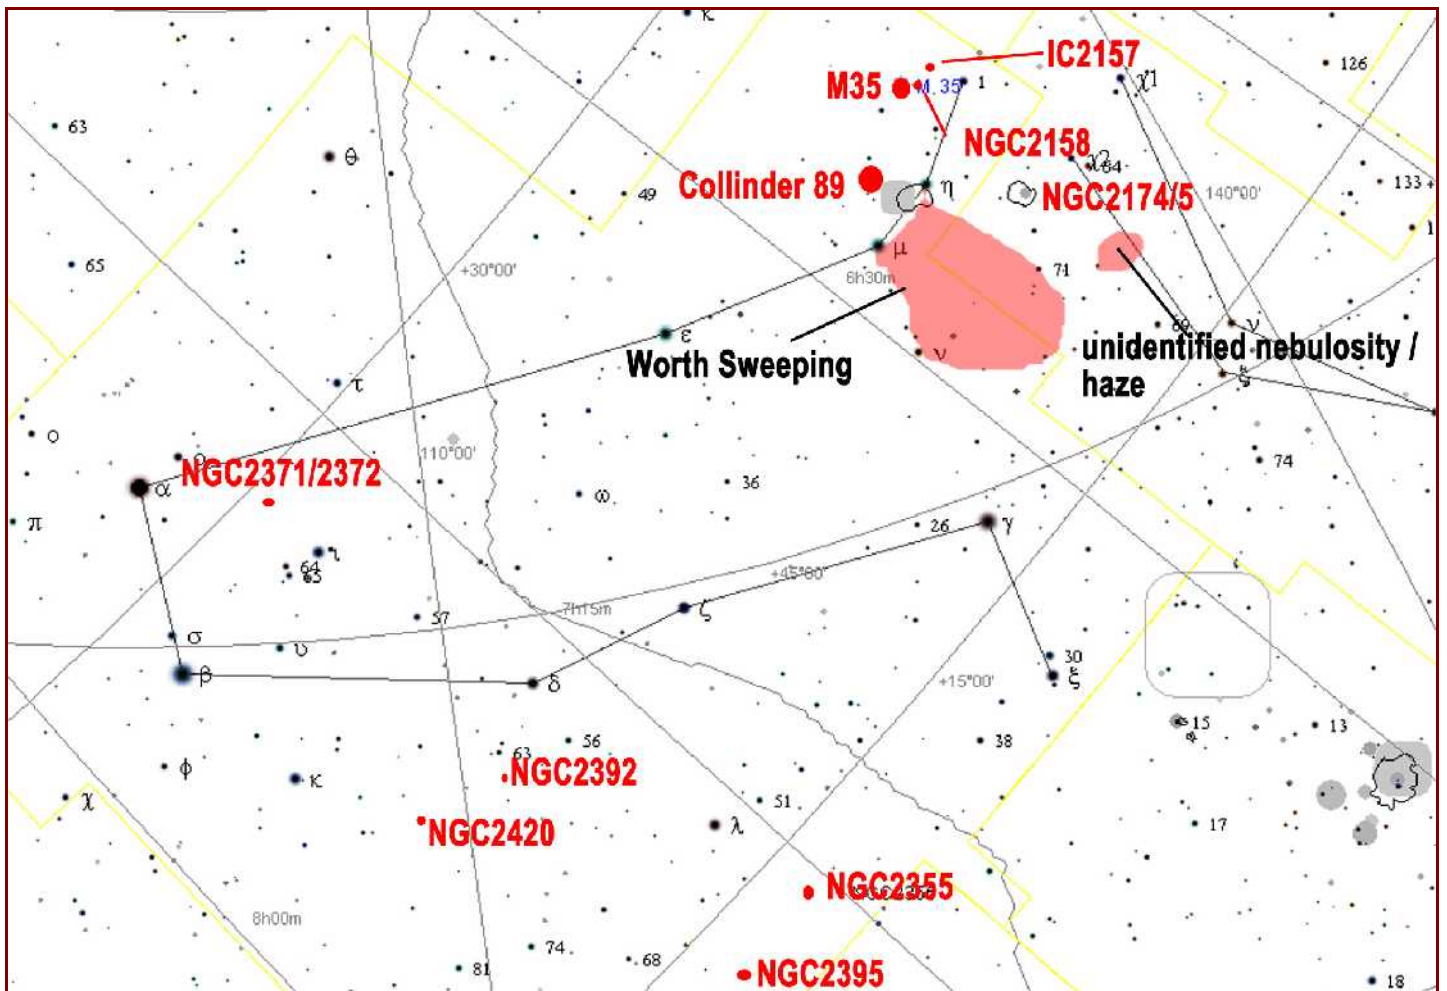 κ
IC2157
126
M35
M 35
1
χ1
63
θ
NGC2158
χ2
64
Collinder 89
η
49
NGC2174/5
140°00'
133
μ
65
+30°00'
6h30m
71
ε
ν
69
ν
Worth Sweeping
unidentified nebulosity /
haze
ξ
τ
ο
110°00'
74
NGC2371/2372
α
ω
36
π
26
γ
ι
64
65
+45°00'
7h15m
ζ
57
σ
υ
30
β
δ
+15°00'
ξ
15
13
63
56
38
φ
κ
NGC2392
χ
51
NGC2420
λ
17
NGC2355
8h00m
74
68
81
NGC2395
18